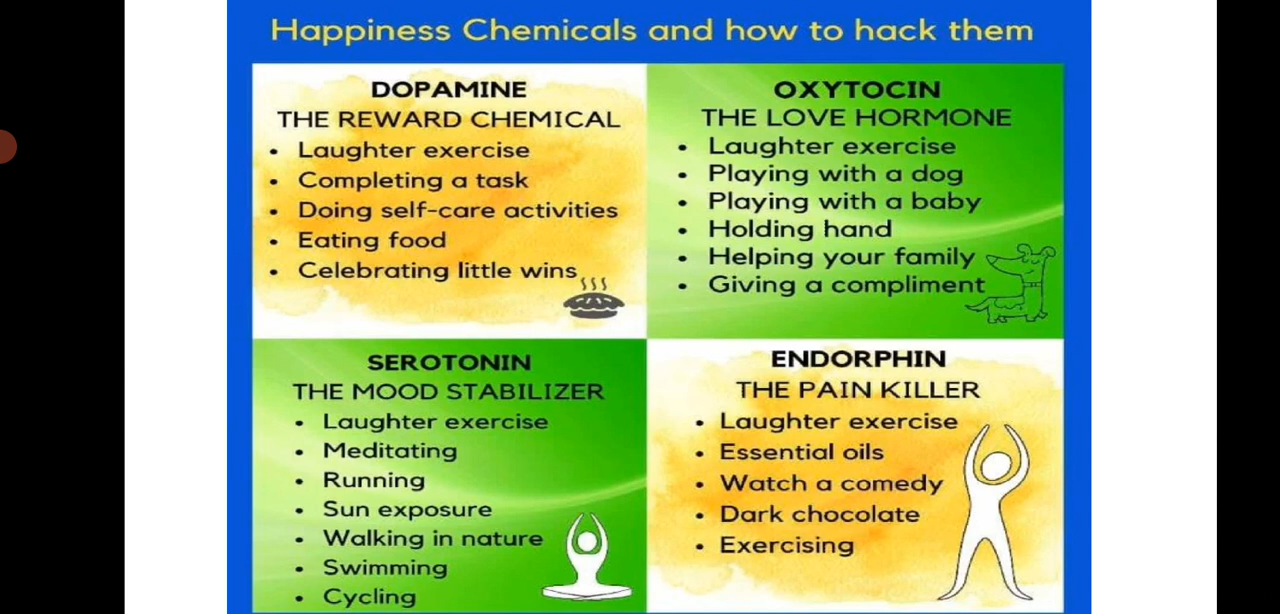 Happiness Chemicals and how to hack them
DOPAMINE
THE REWARD CHEMICAL
• Laughter exercise
• Completing a task
• Doing self-care activities
• Eating food
• Celebrating little wins
OXYTOCIN
THE LOVE HORMONE
• Laughter exercise
• Playing with a dog
• Playing with a baby
• Holding hand
• Helping your family
• Giving a compliment
SEROTONIN
THE MOOD STABILIZER
• Laughter exercise
• Meditating
• Running
• Sun exposure
• Walking in nature
• Swimming
• Cycling
ENDORPHIN
THE PAIN KILLER
• Laughter exercise
• Essential oils
• Watch a comedy
• Dark chocolate
• Exercising